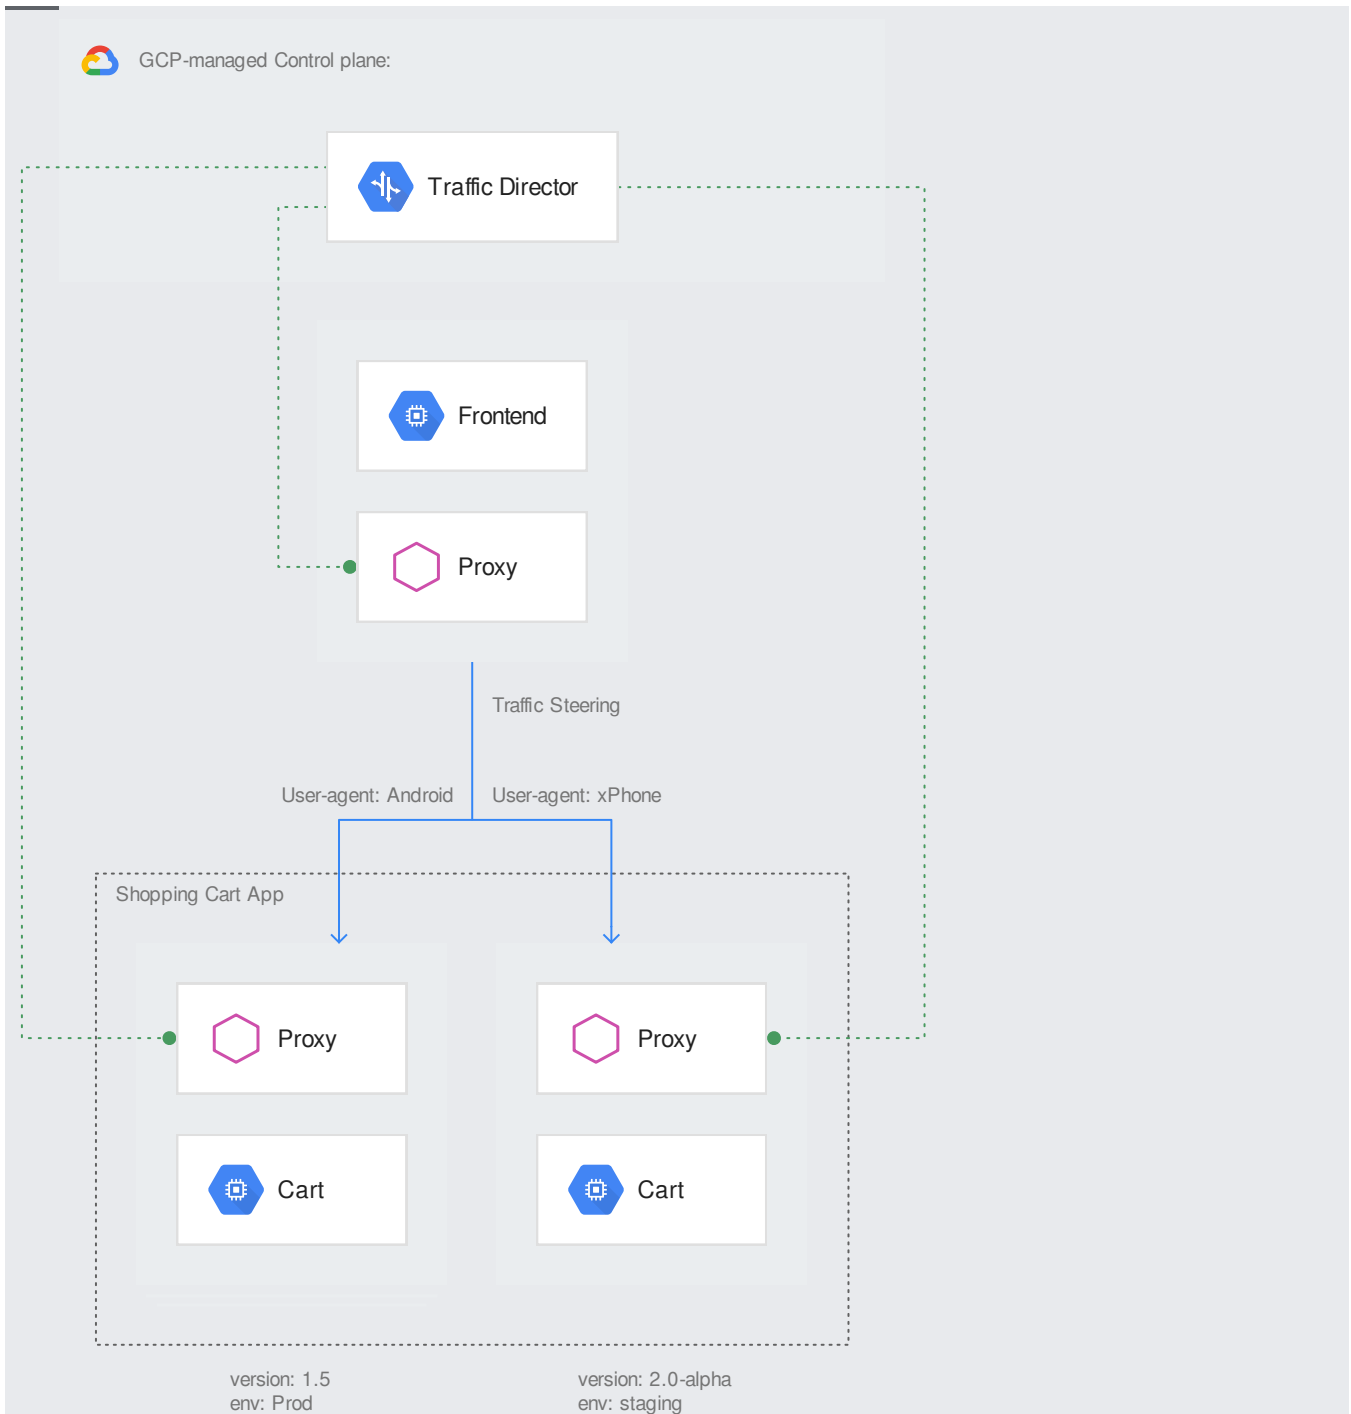 GCP-managed Control plane:
Traffic Director
Frontend
Proxy
Traffic Steering
User-agent: Android
User-agent: xPhone
Shopping Cart App
Proxy
Proxy
Cart
Cart
version: 1.5
env: Prod
version: 2.0-alpha
env: staging